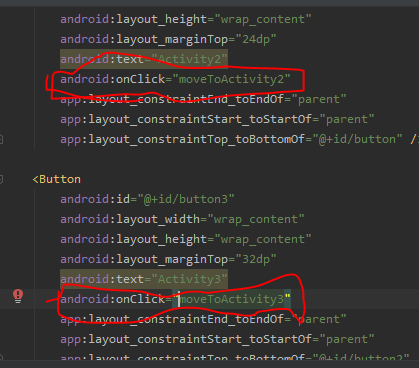 android:layout_height="wrap_content"
android:layout_marginTop="24dp"
android:text="Activity2"
android:onClick="moveToActivity2"
app:layout_constraintEnd_toEndOf="parent"
app:layout_constraintStart_toStartOf="parent"
app:layout_constraintTop_toBottomOf="@+id/button" /
<Button
android:id="@+id/button3"
android:layout_width="wrap_content"
android:layout_height="wrap_content"
android:layout_marginTop="32dp"
android:text="Activity3"
android:onClick="moveToActivity3"
app:layout_constraintEnd_toEndOf="parent"
app:layout_constraintStart_toStartOf="parent"
app:layout_constraintTop_toBottomOf="@+id/button2"